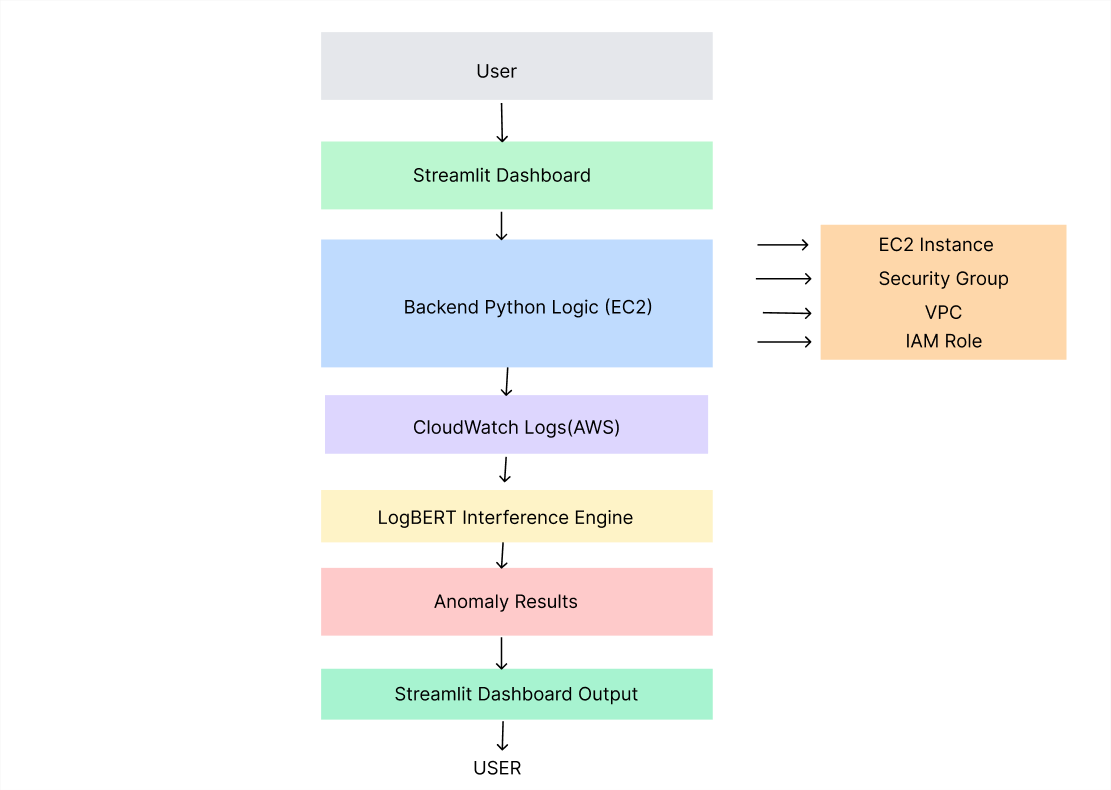 User
Streamlit Dashboard
Backend Python Logic (EC2)
EC2 Instance
Security Group
VPC
IAM Role
CloudWatch Logs(AWS)
LogBERT Interference Engine
Anomaly Results
Streamlit Dashboard Output
USER